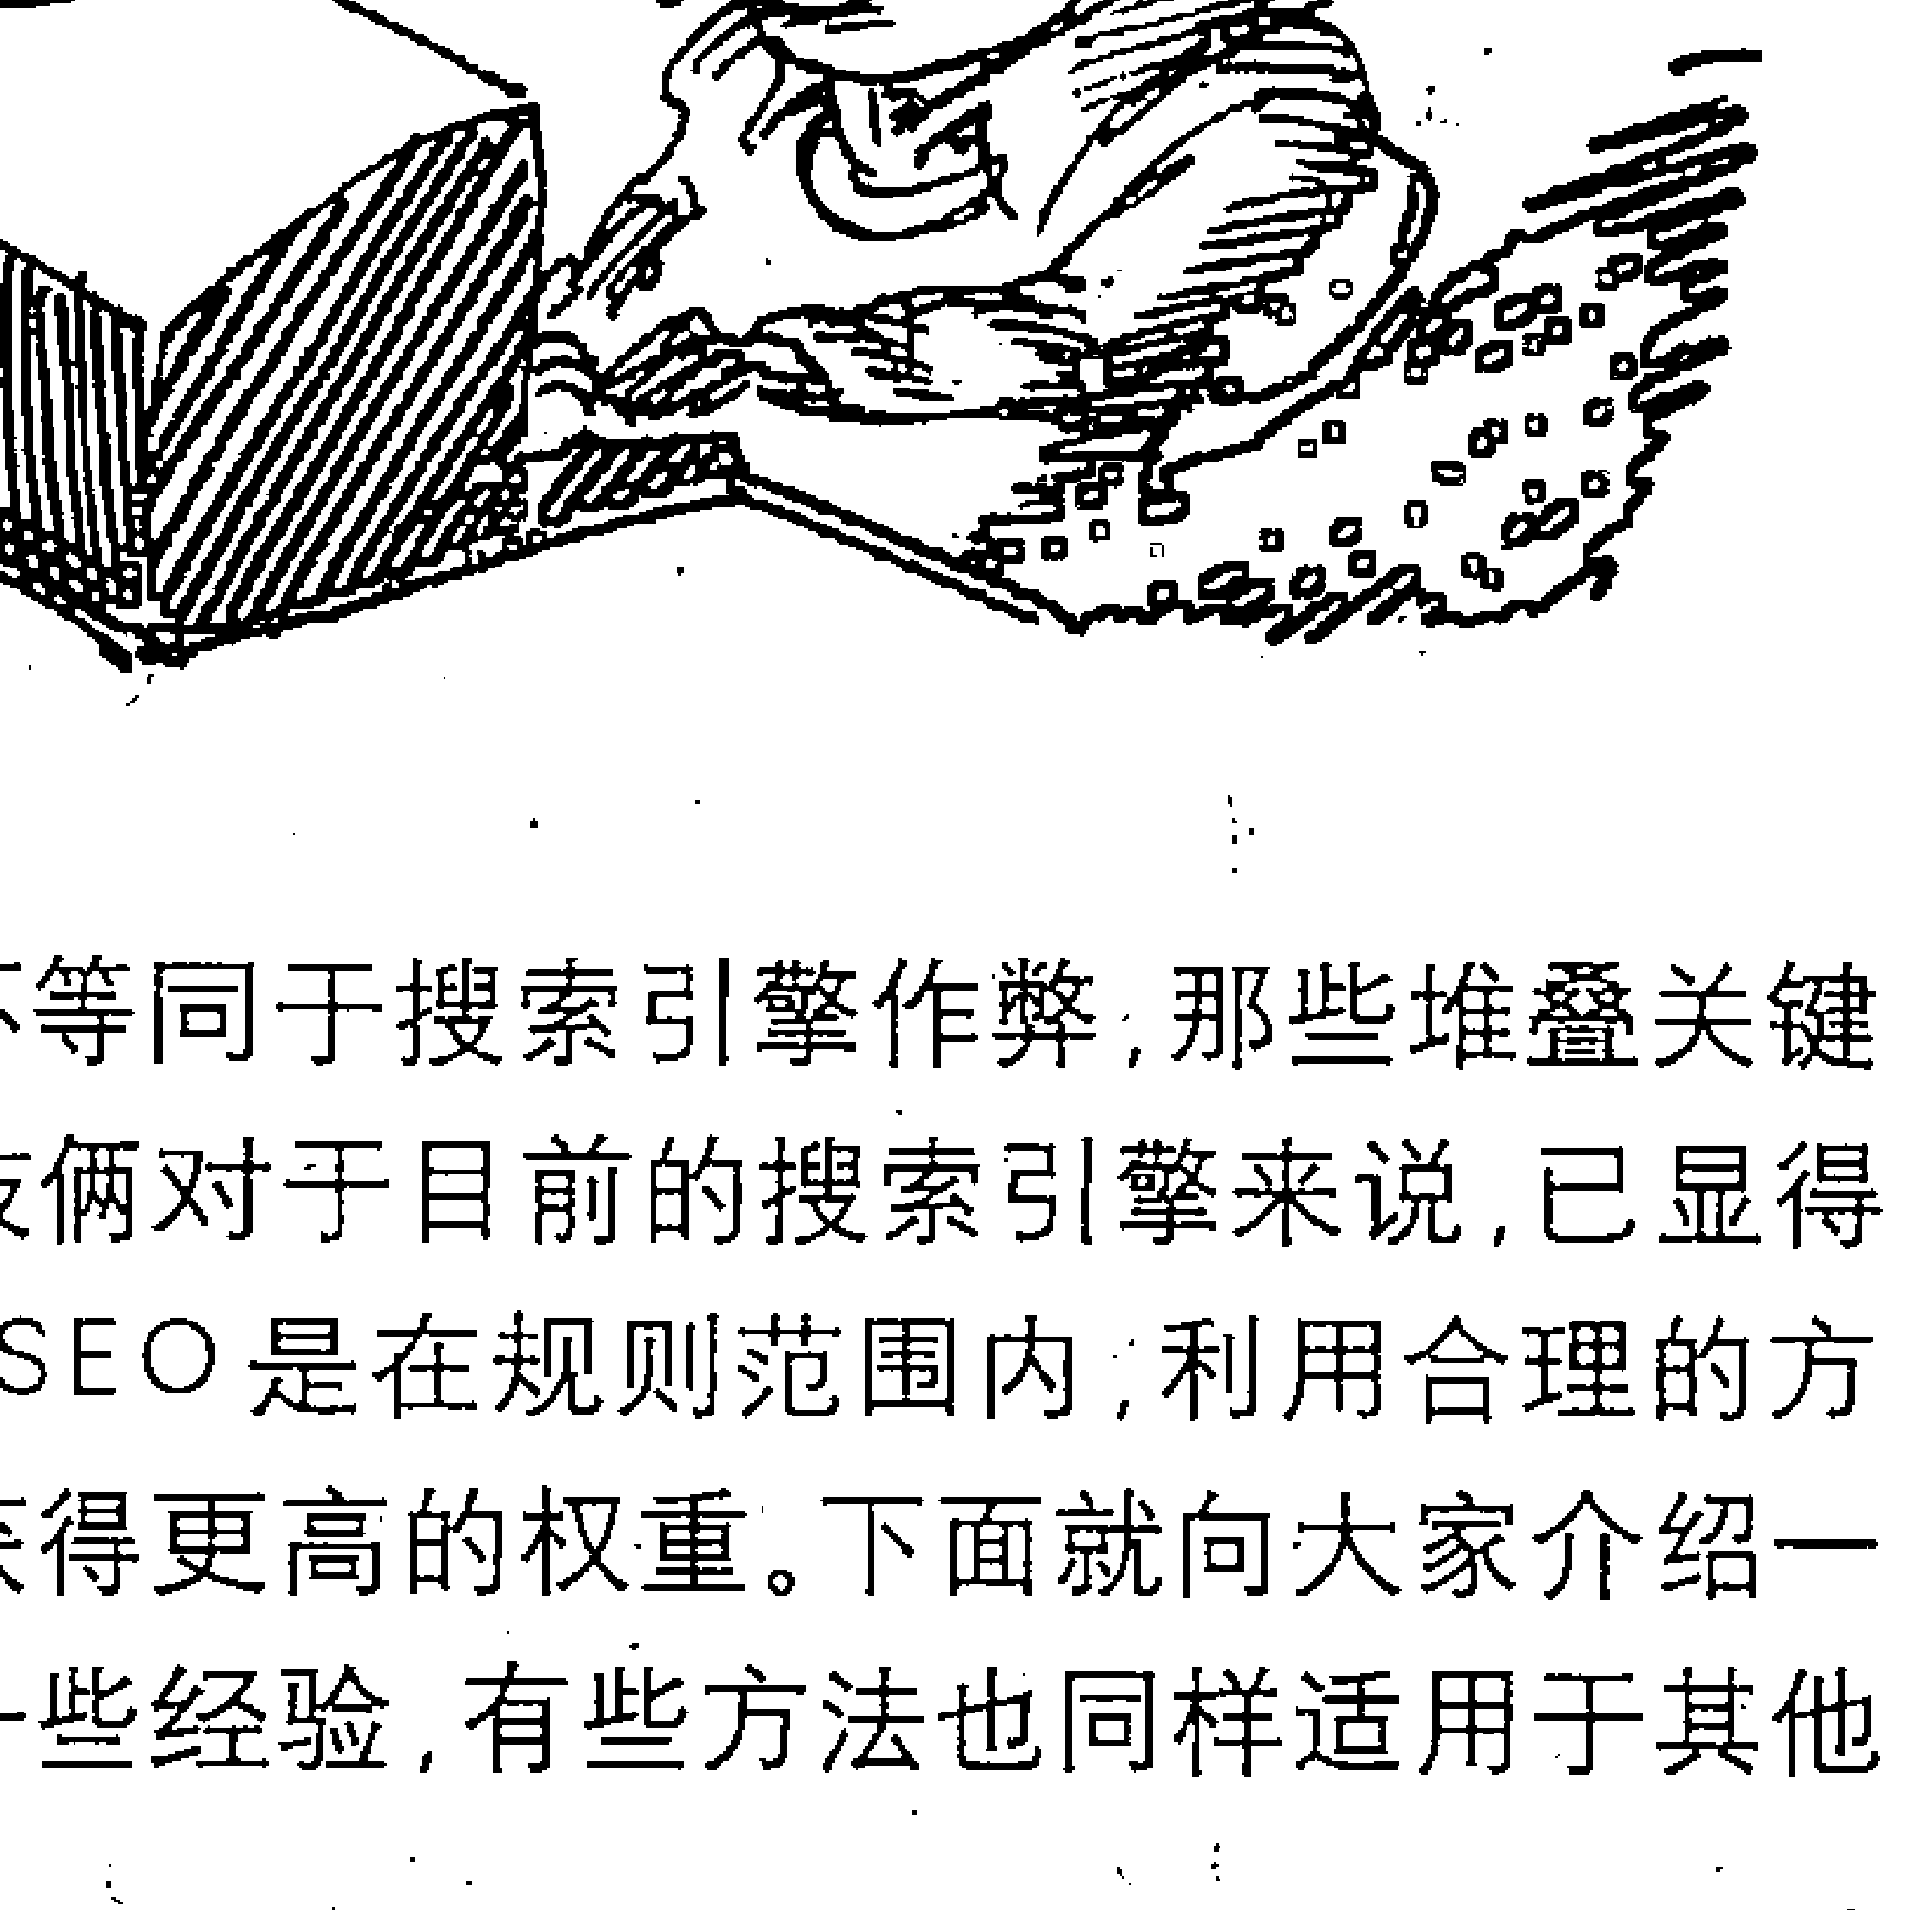 等同于搜索引擎作弊,那些堆叠关键
俩对于目前的搜索引擎来说,已显得
SEO是在规则范围内,利用合理的方
得更高的权重。下面就向大家介绍一
些经验,有些方法也同样适用于其他